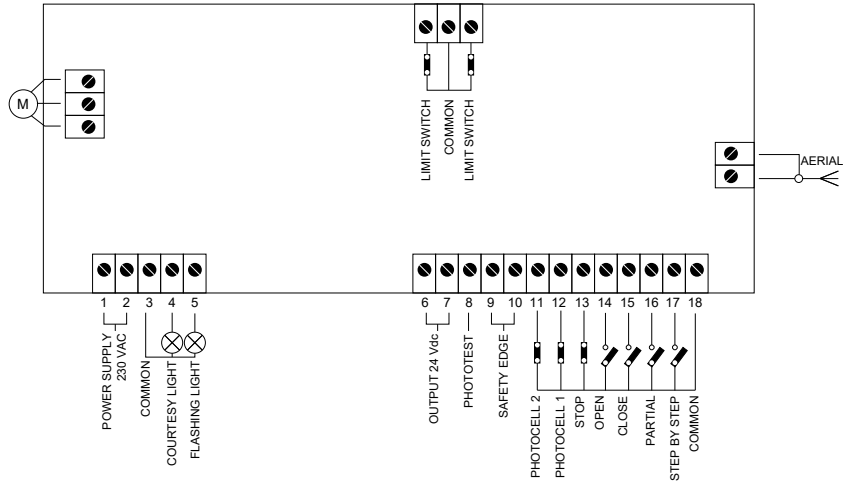 LIMIT SWITCH
COMMON
LIMIT SWITCH
M
AERIAL
1 2 3 4 5
6 7 8 9 10 11 12 13 14 15 16 17 18
POWER SUPPLY
230 VAC
COMMON
COURTESY LIGHT
FLASHING LIGHT
OUTPUT 24 Vdc
PHOTOTEST
SAFETY EDGE
PHOTOCELL 2
PHOTOCELL 1
STOP
OPEN
CLOSE
PARTIAL
STEP BY STEP
COMMON